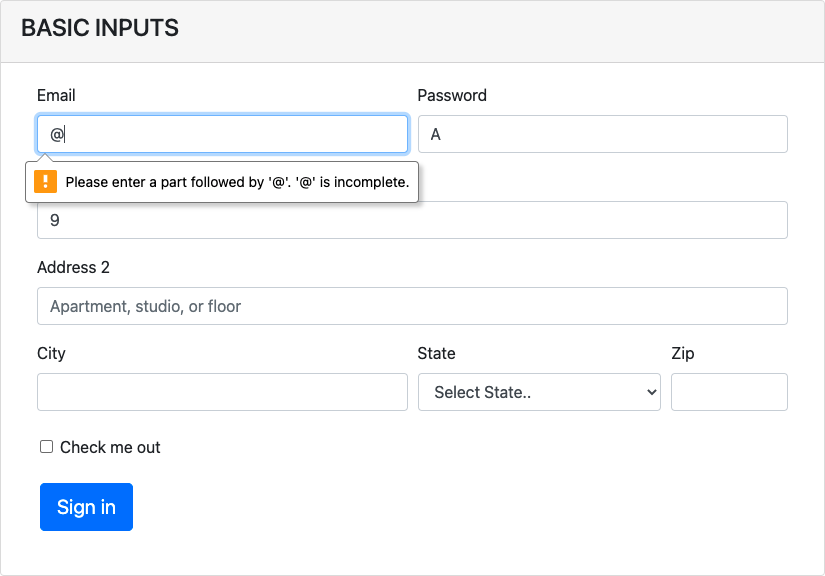 BASIC INPUTS
Email
Password
@
A
Please enter a part followed by '@'. '@' is incomplete.
9
Address 2
Apartment, studio, or floor
City
State
Zip
Select State..
Check me out
Sign in